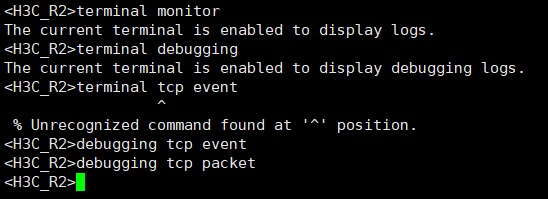 <H3C_R2>terminal monitor
The current terminal is enabled to display logs.
<H3C_R2>terminal debugging
The current terminal is enabled to display debugging logs.
<H3C_R2>terminal tcp event
^
% Unrecognized command found at '^' position.
<H3C_R2>debugging tcp event
<H3C_R2>debugging tcp packet
<H3C_R2>